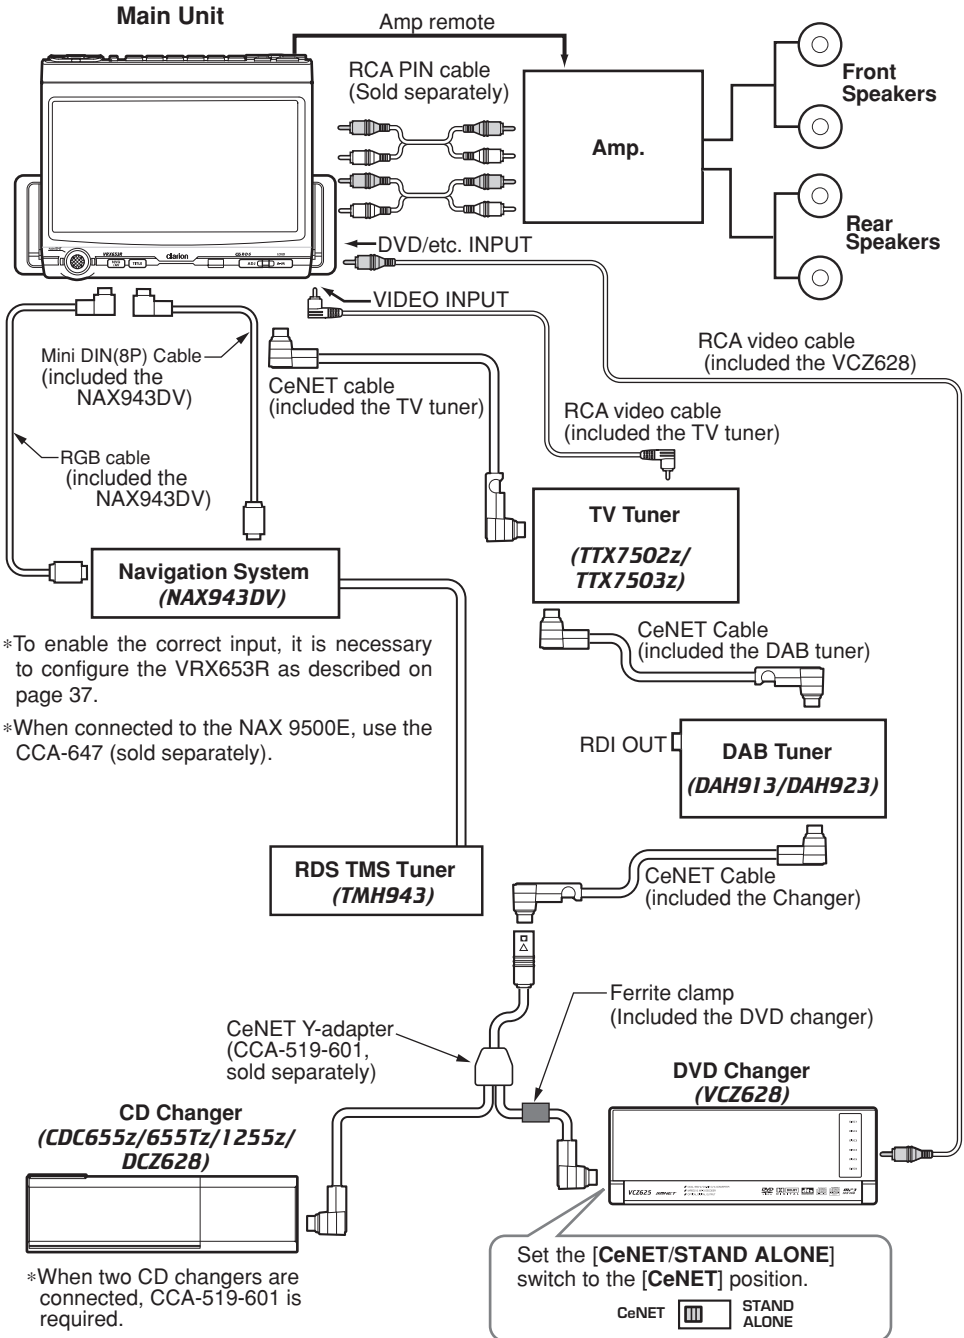 Main Unit
Amp remote
RCA PIN cable
(Sold separately)
Amp.
Front
Speakers
Rear
Speakers
VRX653R
TITLE
clarion
DVD/etc. INPUT
VIDEO INPUT
RCA video cable
(included the VCZ628)
Mini DIN(8P) Cable
(included the
NAX943DV)
CeNET cable
(included the TV tuner)
RCA video cable
(included the TV tuner)
RGB cable
(included the
NAX943DV)
TV Tuner
(TTX7502z/
TTX7503z)
Navigation System
(NAX943DV)
CeNET Cable
(included the DAB tuner)
*To enable the correct input, it is necessary
to configure the VRX653R as described on
page 37.
*When connected to the NAX 9500E, use the
CCA-647 (sold separately).
RDI OUT
DAB Tuner
(DAH913/DAH923)
RDS TMS Tuner
(TMH943)
CeNET Cable
(included the Changer)
Ferrite clamp
(Included the DVD changer)
CeNET Y-adapter
(CCA-519-601,
sold separately)
DVD Changer
(VCZ628)
CD Changer
(CDC655z/655Tz/1255z/
DCZ628)
VCZ625
*When two CD changers are
connected, CCA-519-601 is
required.
Set the [CeNET/STAND ALONE]
switch to the [CeNET] position.
CeNET
STAND
ALONE